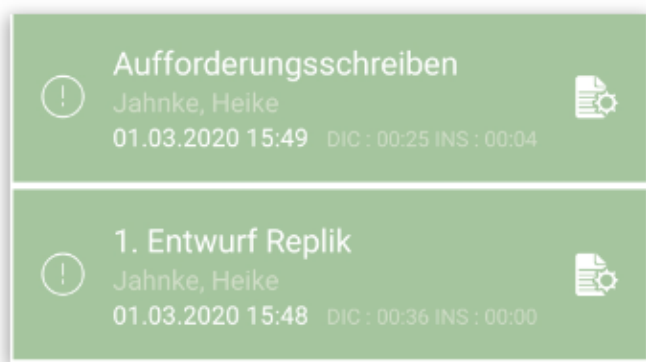 Aufforderungsschreiben
Jahnke, Heike
01.03.2020 15:49 DIC : 00:25 INS : 00:04
1. Entwurf Replik
Jahnke, Heike
01.03.2020 15:48 DIC : 00:36 INS : 00:00